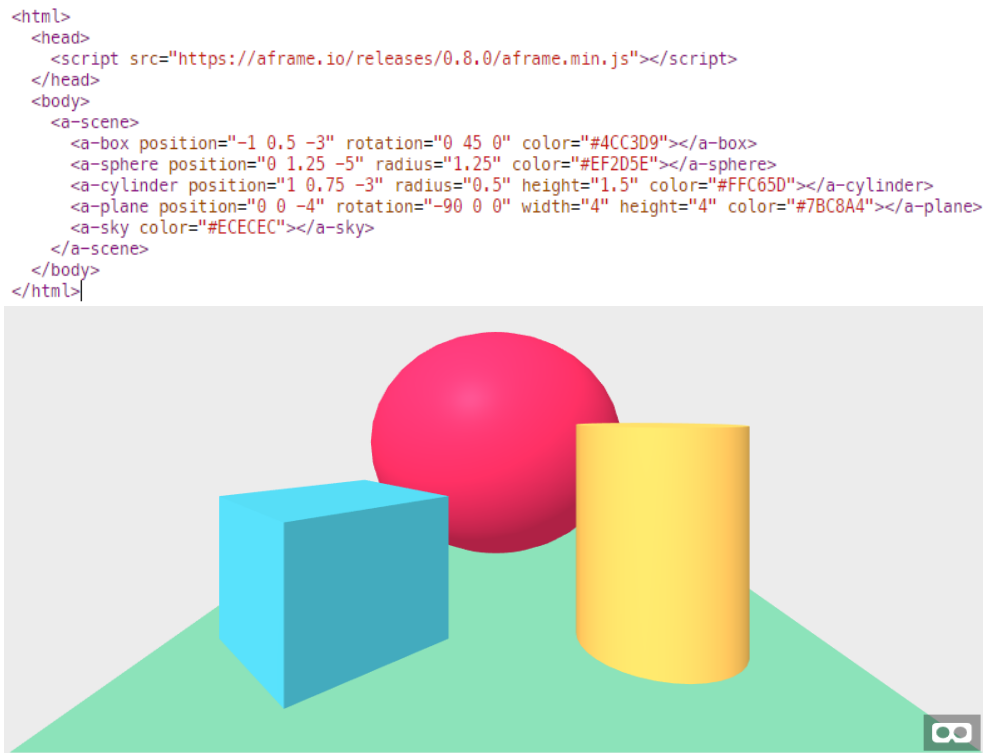 <html>
<head>
<script src="https://aframe.io/releases/0.8.0/aframe.min.js"></script>
</head>
<body>
<a-scene>
<a-box position="-1 0.5 -3" rotation="0 45 0" color="#4CC3D9"></a-box>
<a-sphere position="0 1.25 -5" radius="1.25" color="#EF2D5E"></a-sphere>
<a-cylinder position="1 0.75 -3" radius="0.5" height="1.5" color="#FFC65D"></a-cylinder>
<a-plane position="0 0 -4" rotation="-90 0 0" width="4" height="4" color="#7BC8A4"></a-plane>
<a-sky color="#ECECEC"></a-sky>
</a-scene>
</body>
</html>